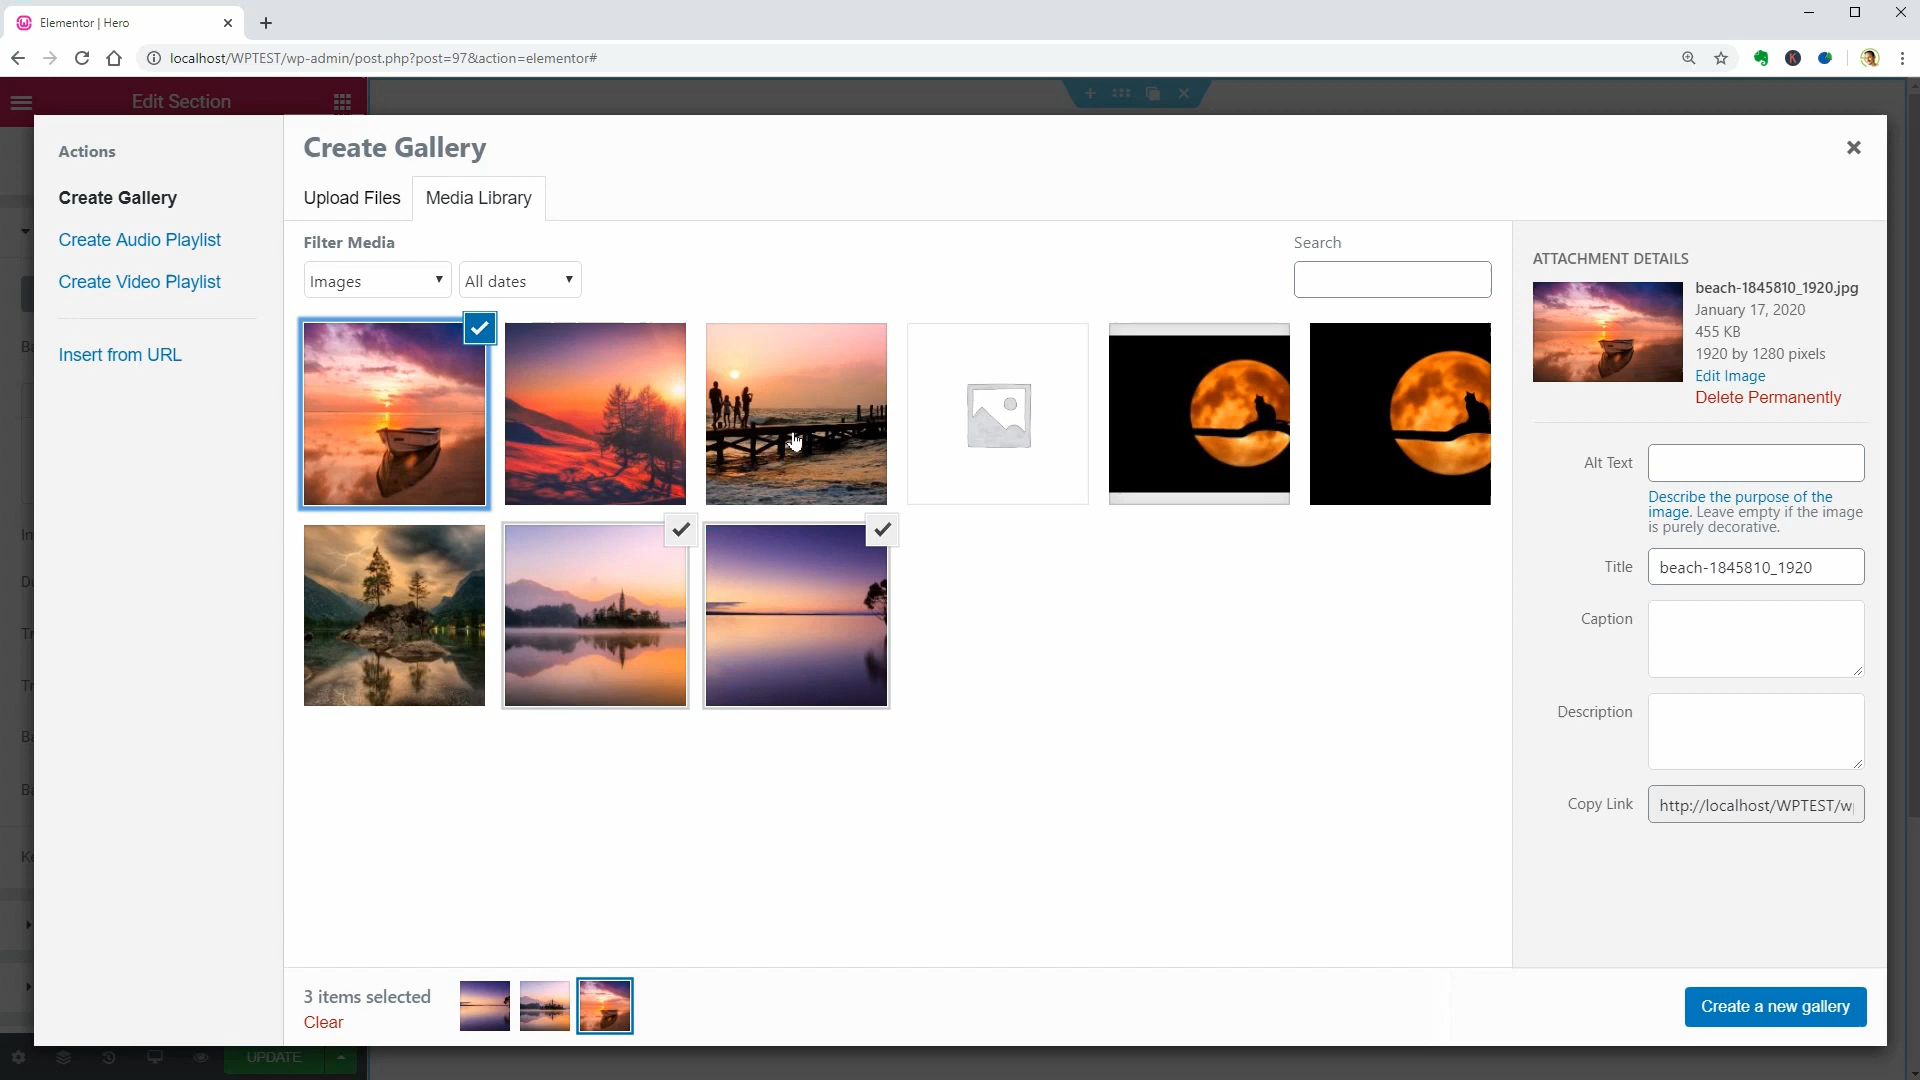 Elementor | Hero
localhost/WPTEST/wp-admin/post.php?post=97&action=elementor#
Edit Section
Actions
Create Gallery
Create Audio Playlist
Create Video Playlist
Insert from URL
Create Gallery
Upload Files
Media Library
Filter Media
Images
All dates
Search
ATTACHMENT DETAILS
beach-1845810_1920.jpg
January 17, 2020
455 KB
1920 by 1280 pixels
Edit Image
Delete Permanently
Alt Text
Describe the purpose of the
image. Leave empty if the image
is purely decorative.
Title
beach-1845810_1920
Caption
Description
Copy Link
http://localhost/WPTEST/w
3 items selected
Clear
Create a new gallery
UPDATE